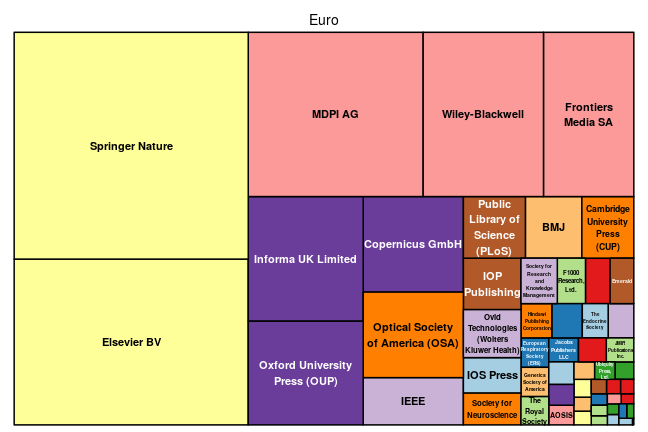 Euro
Springer Nature
MDPI AG
Wiley-Blackwell
Frontiers
Media SA
Elsevier BV
Informa UK Limited
Copernicus GmbH
Public
Library of
Science
(PLoS)
BMJ
Cambridge
University
Press
(CUP)
IOP
Publishing
Society for
Research
and
Knowledge
Management
F1000
Research,
Ltd.
Emerald
Optical Society
of America (OSA)
Oxford University
Press (OUP)
IEEE
Ovid
Technologies
(Wolters
Kluwer Health)
Hindawi
Publishing
Corporation
The
Endocrine
Society
IOS Press
European
Respiratory
Society
(ERS)
Jacobs
Publishers
LLC
Inc.
Genetics
Society of
America
Ubiquity
Press,
Ltd.
Society for
Neuroscience
The
Royal
Society
AOSIS